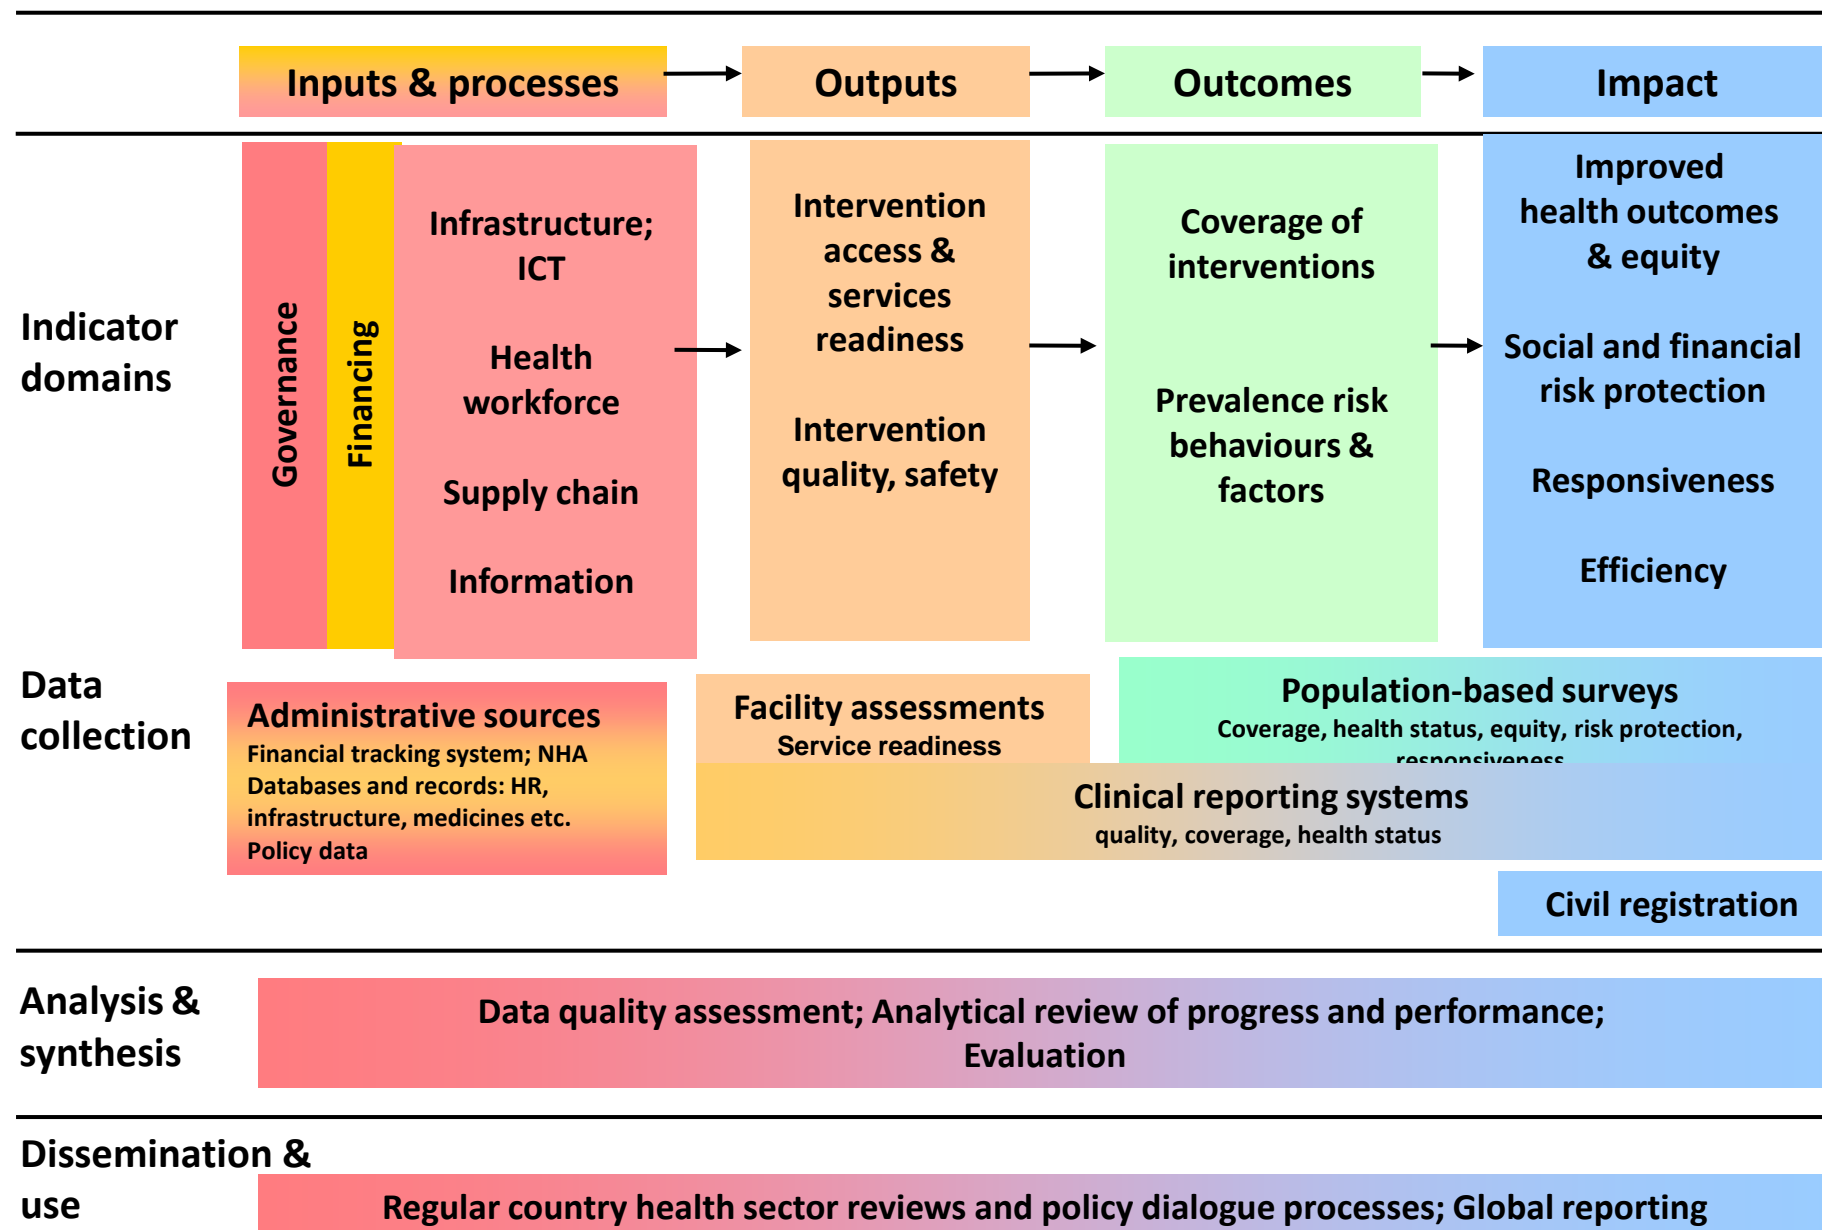 Inputs & processes
Outputs
Outcomes
Impact
Indicator
domains
Governance
Financing
Infrastructure;
ICT
Health
workforce
Supply chain
Information
Intervention
access &
services
readiness
Intervention
quality, safety
Coverage of
interventions
Prevalence risk
behaviours &
factors
Improved
health outcomes
& equity
Social and financial
risk protection
Responsiveness
Efficiency
Data
collection
Administrative sources
Financial tracking system; NHA
Databases and records: HR,
infrastructure, medicines etc.
Policy data
Facility assessments
Service readiness
Population-based surveys
Coverage, health status, equity, risk protection,
responsiveness
Clinical reporting systems
quality, coverage, health status
Civil registration
Analysis &
synthesis
Data quality assessment; Analytical review of progress and performance;
Evaluation
Dissemination &
use
Regular country health sector reviews and policy dialogue processes; Global reporting